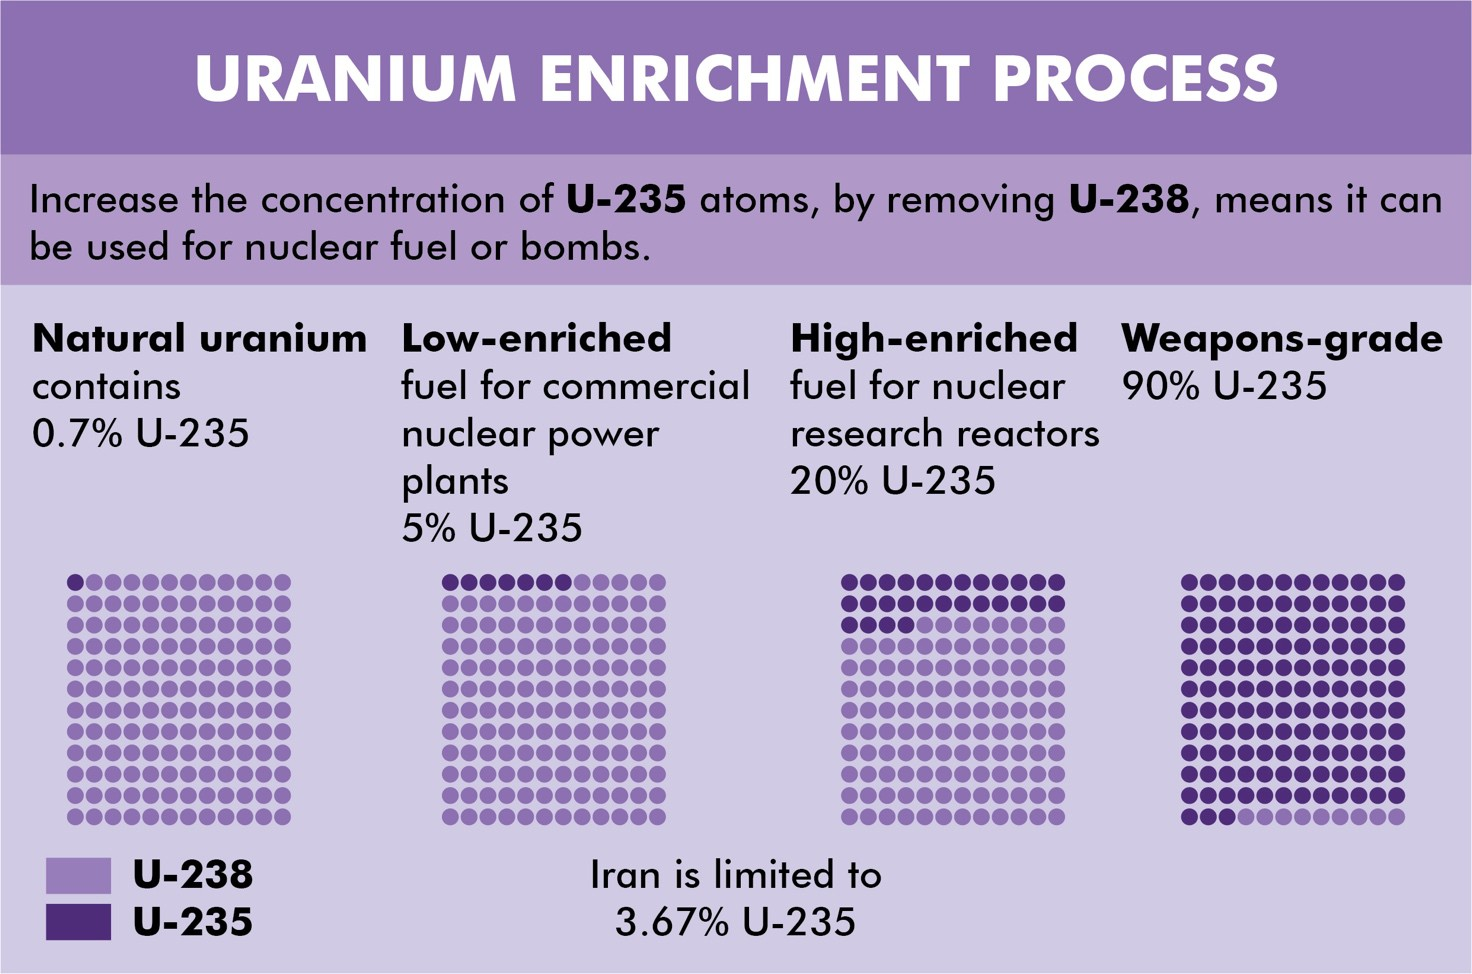 URANIUM ENRICHMENT PROCESS
Increase the concentration of U-235 atoms, by removing U-238, means it can
be used for nuclear fuel or bombs.
Natural uranium
contains
0.7% U-235
Low-enriched
fuel for commercial
nuclear power
plants
5% U-235
High-enriched
fuel for nuclear
research reactors
20% U-235
Weapons-grade
90% U-235
U-238
U-235
Iran is limited to
3.67% U-235